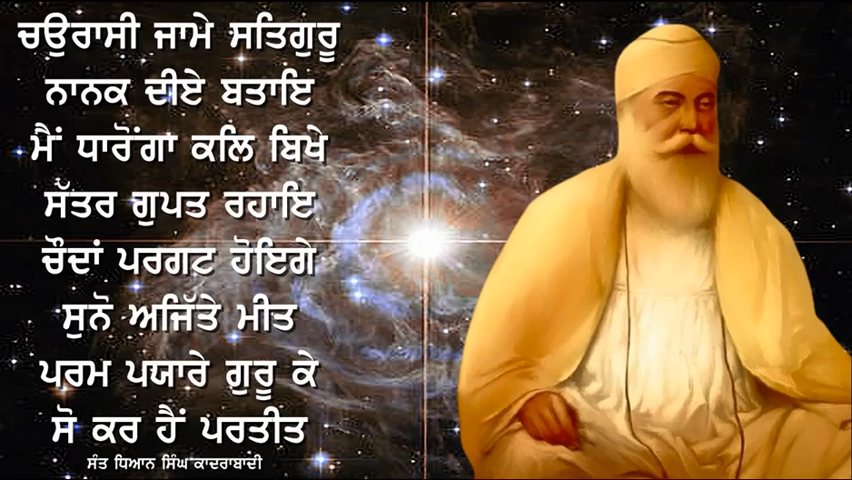 ਚਉਰਾਸੀ ਜਾਮੇ ਸਤਿਗੁਰੂ
ਨਾਨਕ ਦੀਏ ਬਤਾਇ
ਮੈਂ ਧਾਰੋਂਗਾ ਕਲਿ ਬਿਖੇ
ਸੱਤਰ ਗੁਪਤ ਰਹਾਇ
ਚੌਦਾਂ ਪਰਗਟ ਹੋਇਗੇ
ਸੁਨੋ ਅਜਿੱਤੇ ਮੀਤ
ਪਰਮ ਪਯਾਰੇ ਗੁਰੂ ਕੇ
ਸੋ ਕਰ ਹੈਂ ਪਰਤੀਤ
ਸੰਤ ਧਿਆਨ ਸਿੰਘ ਕਾਦਰਾਬਾਦੀ